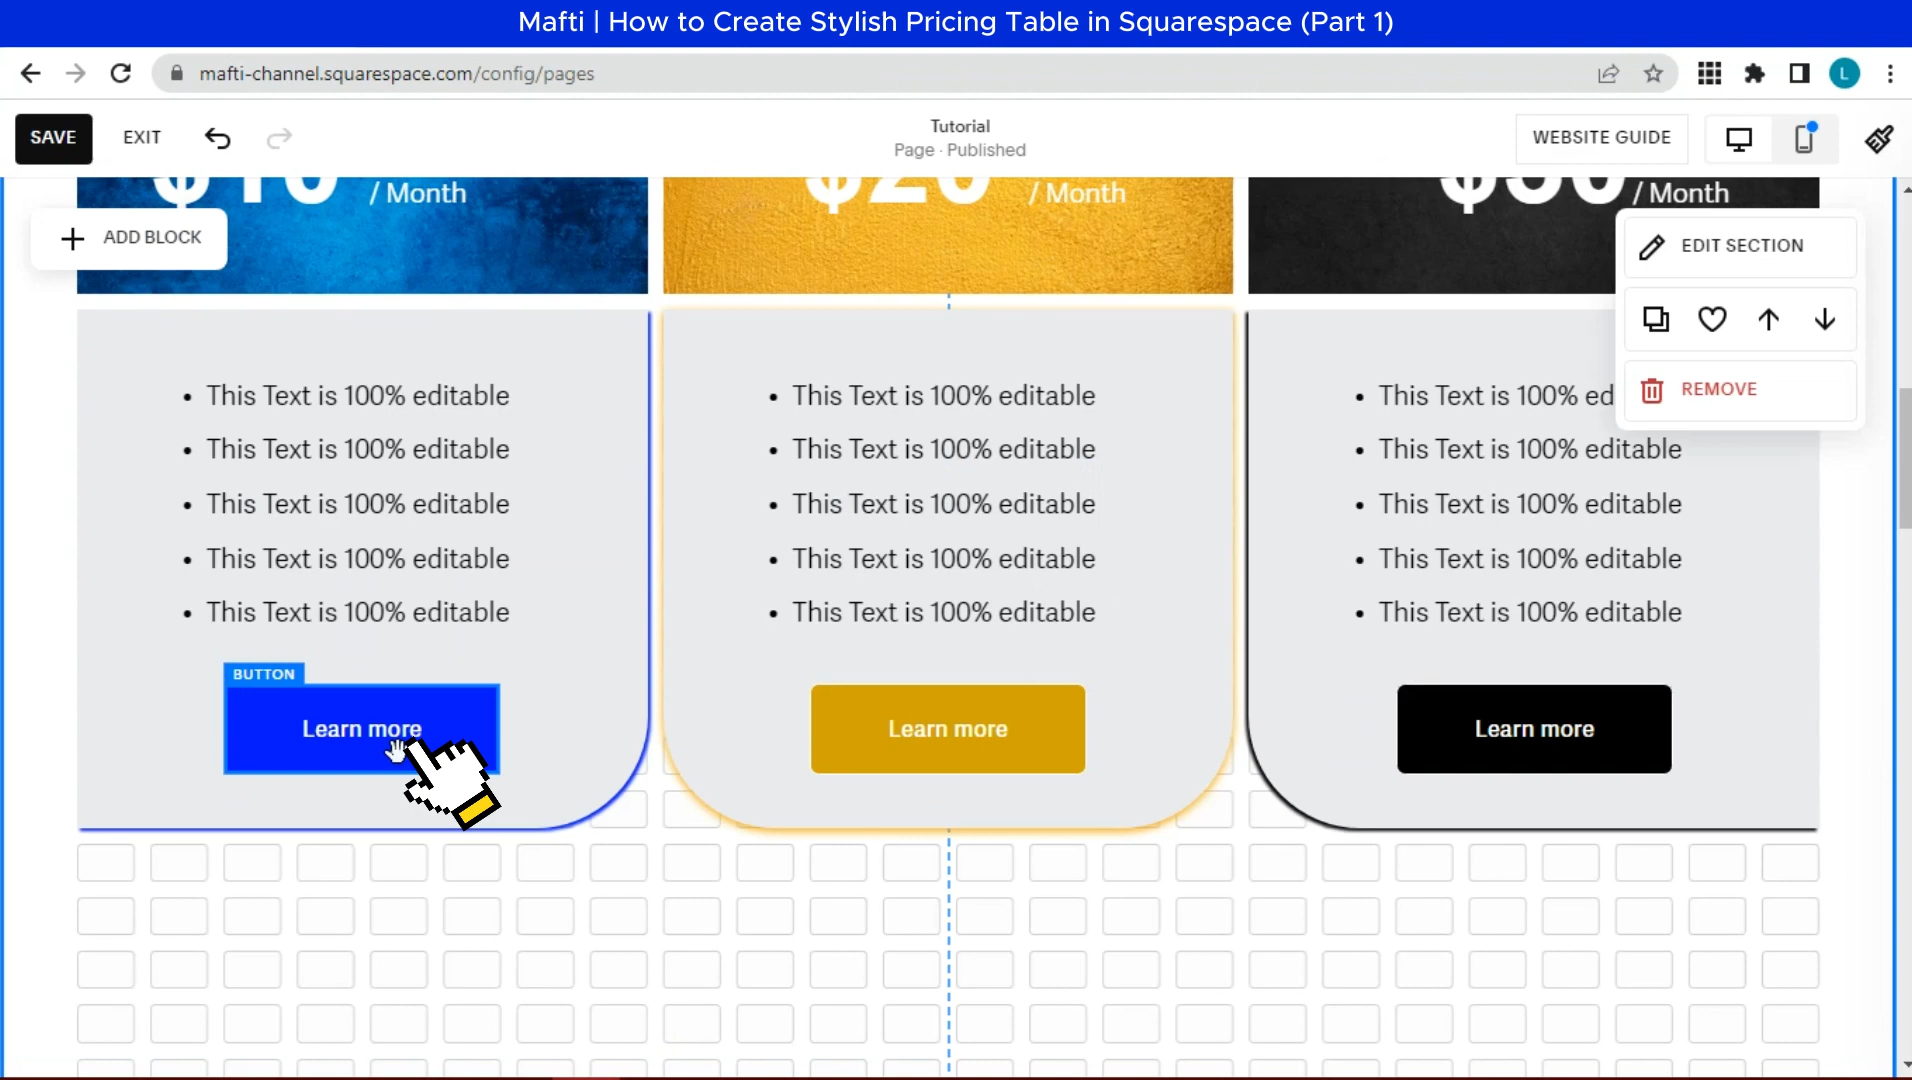 Mafti | How to Create Stylish Pricing Table in Squarespace (Part 1)
mafti-channel.squarespace.com/config/pages
L
SAVE
EXIT
Tutorial
Page · Published
WEBSITE GUIDE
$10 / Month
$20 / Month
$30 / Month
ADD BLOCK
EDIT SECTION
REMOVE
• This Text is 100% editable
• This Text is 100% editable
• This Text is 100% editable
• This Text is 100% editable
• This Text is 100% editable
BUTTON
Learn more
• This Text is 100% editable
• This Text is 100% editable
• This Text is 100% editable
• This Text is 100% editable
• This Text is 100% editable
Learn more
• This Text is 100% ed
• This Text is 100% editable
• This Text is 100% editable
• This Text is 100% editable
• This Text is 100% editable
Learn more